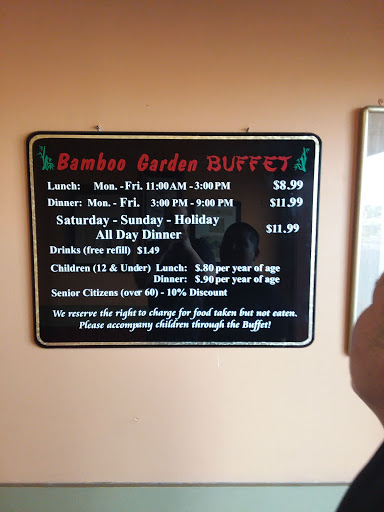 Bamboo Garden BUFFET
Lunch: Mon. - Fri. 11:00 AM - 3:00 PM $8.99
Dinner: Mon. - Fri. 3:00 PM - 9:00 PM $11.99
Saturday - Sunday - Holiday
All Day Dinner $11.99
Drinks (free refill) $1.49
Children (12 & Under) Lunch: $.80 per year of age
Dinner: $.90 per year of age
Senior Citizens (over 60) - 10% Discount
We reserve the right to charge for food taken but not eaten.
Please accompany children through the Buffet!